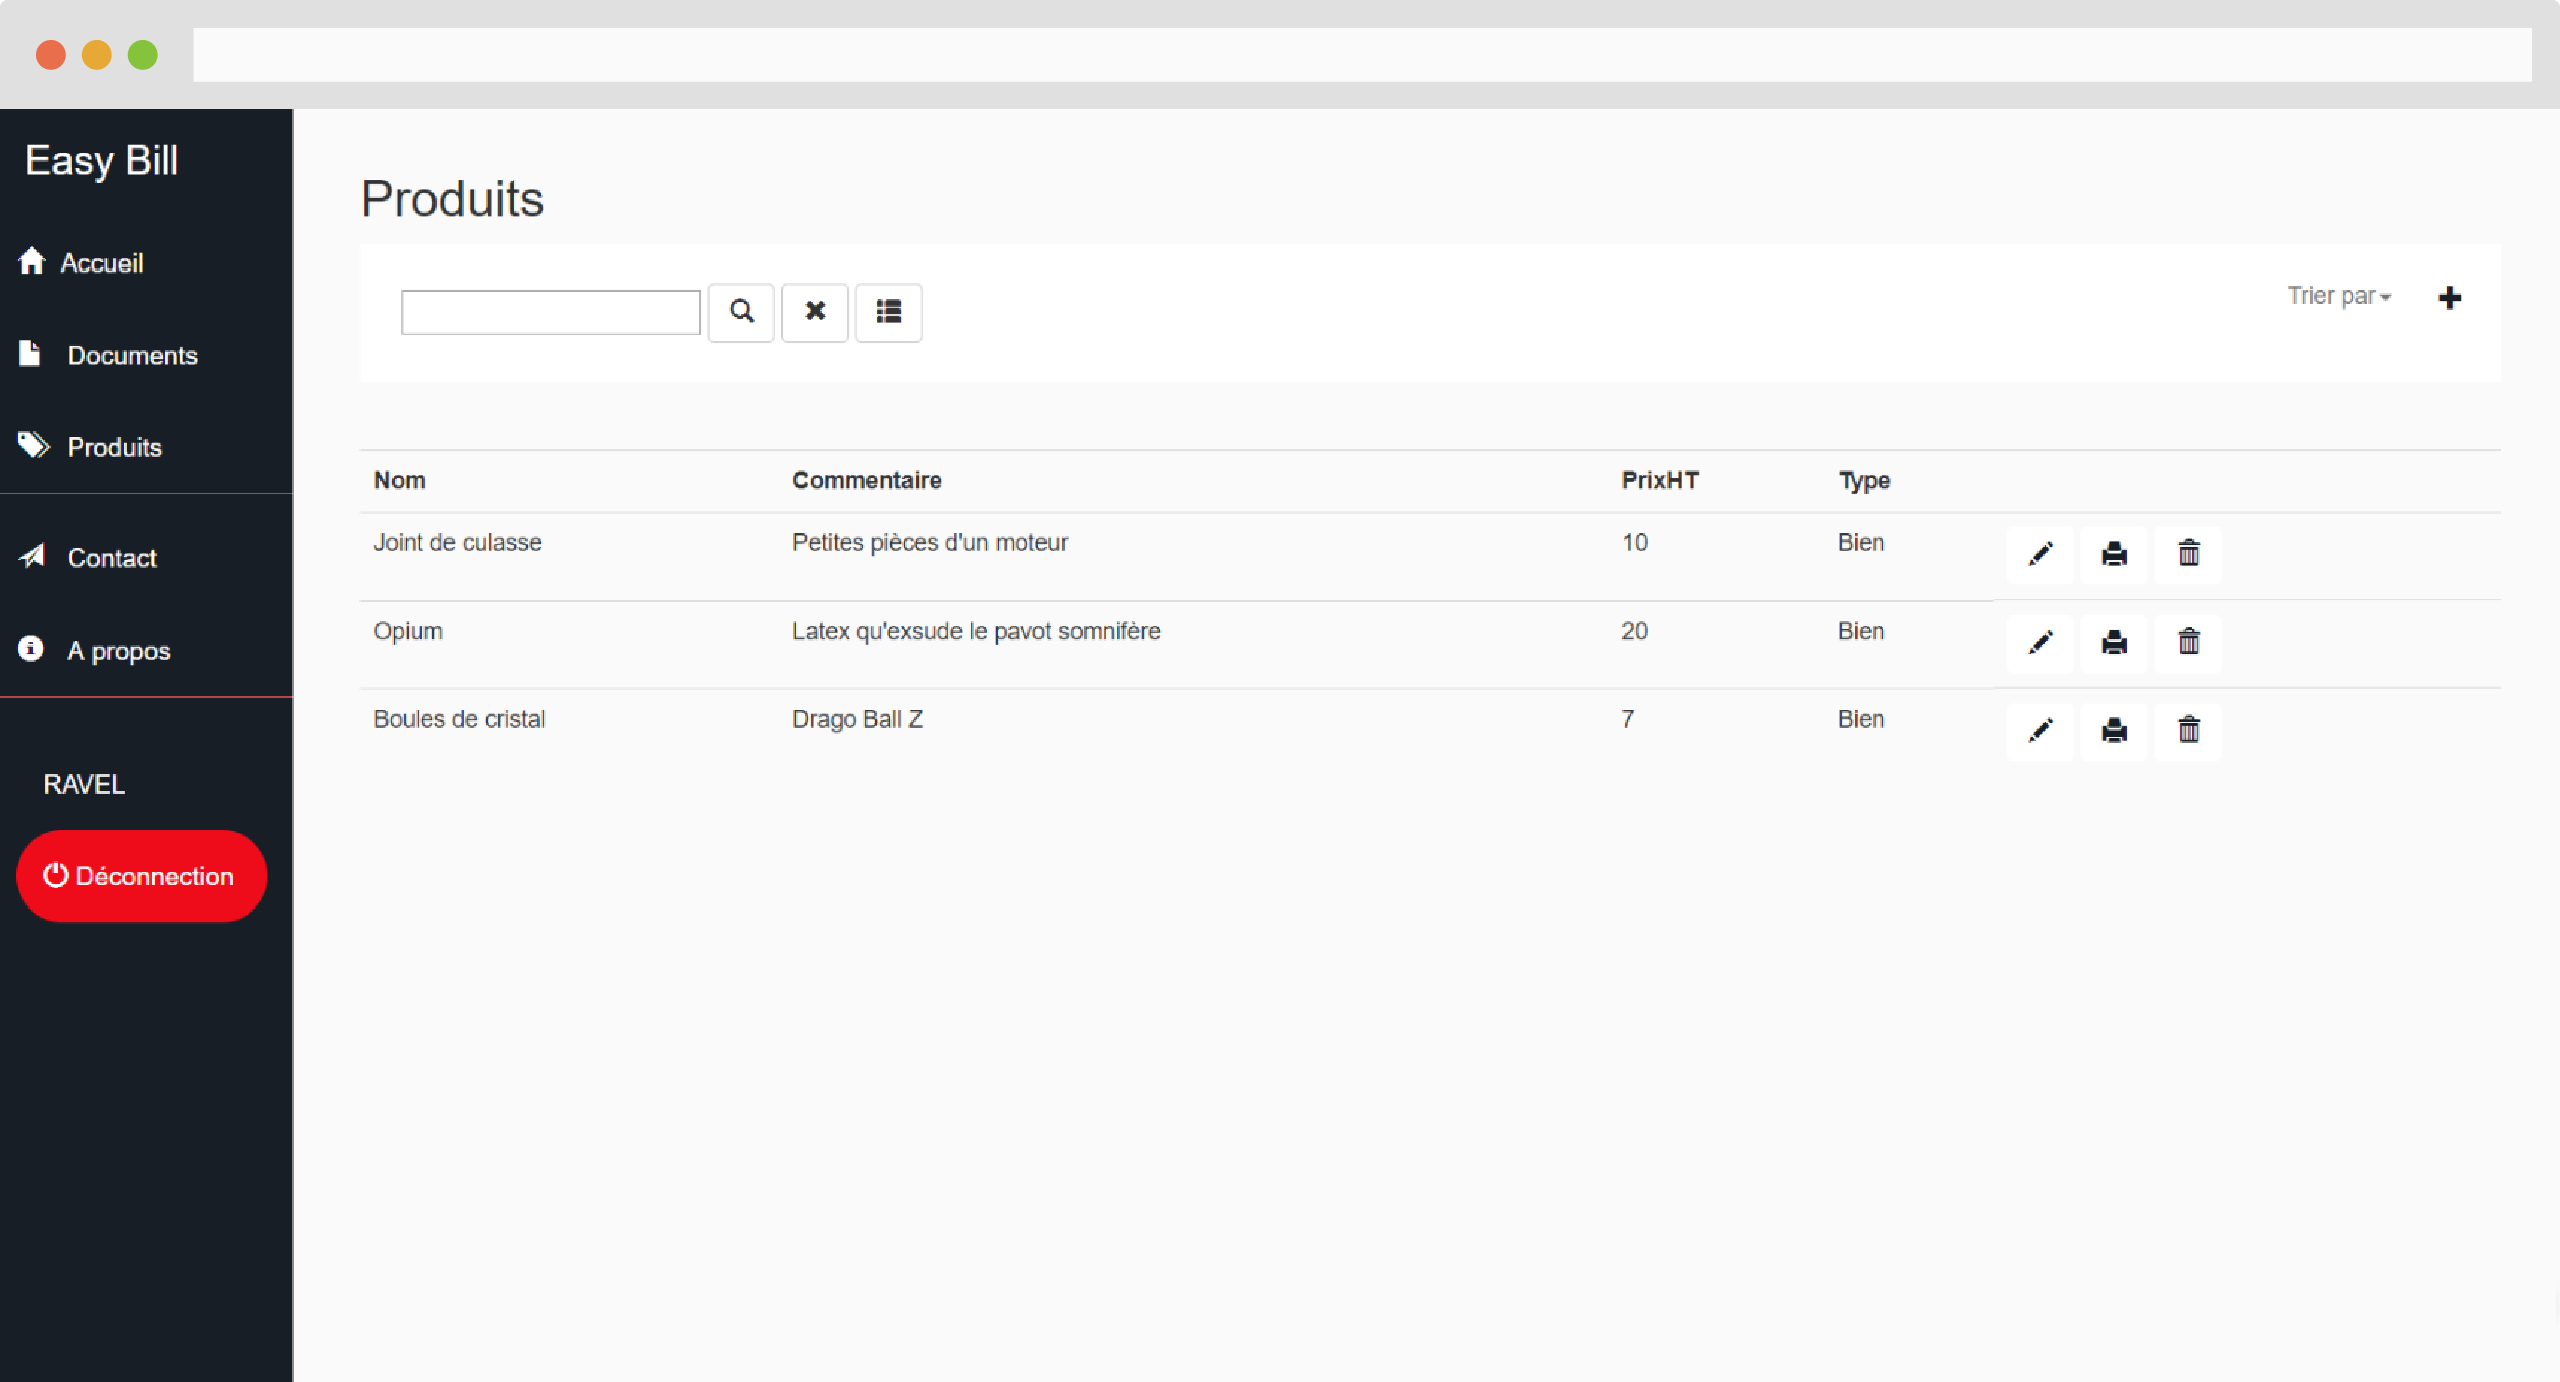 Easy Bill
Accueil
Documents
Produits
Contact
A propos
RAVEL
Déconnection
Produits
Trier par
Nom Commentaire PrixHT Type
Joint de culasse Petites pièces d'un moteur 10 Bien
Opium Latex qu'exsude le pavot somnifère 20 Bien
Boules de cristal Drago Ball Z 7 Bien